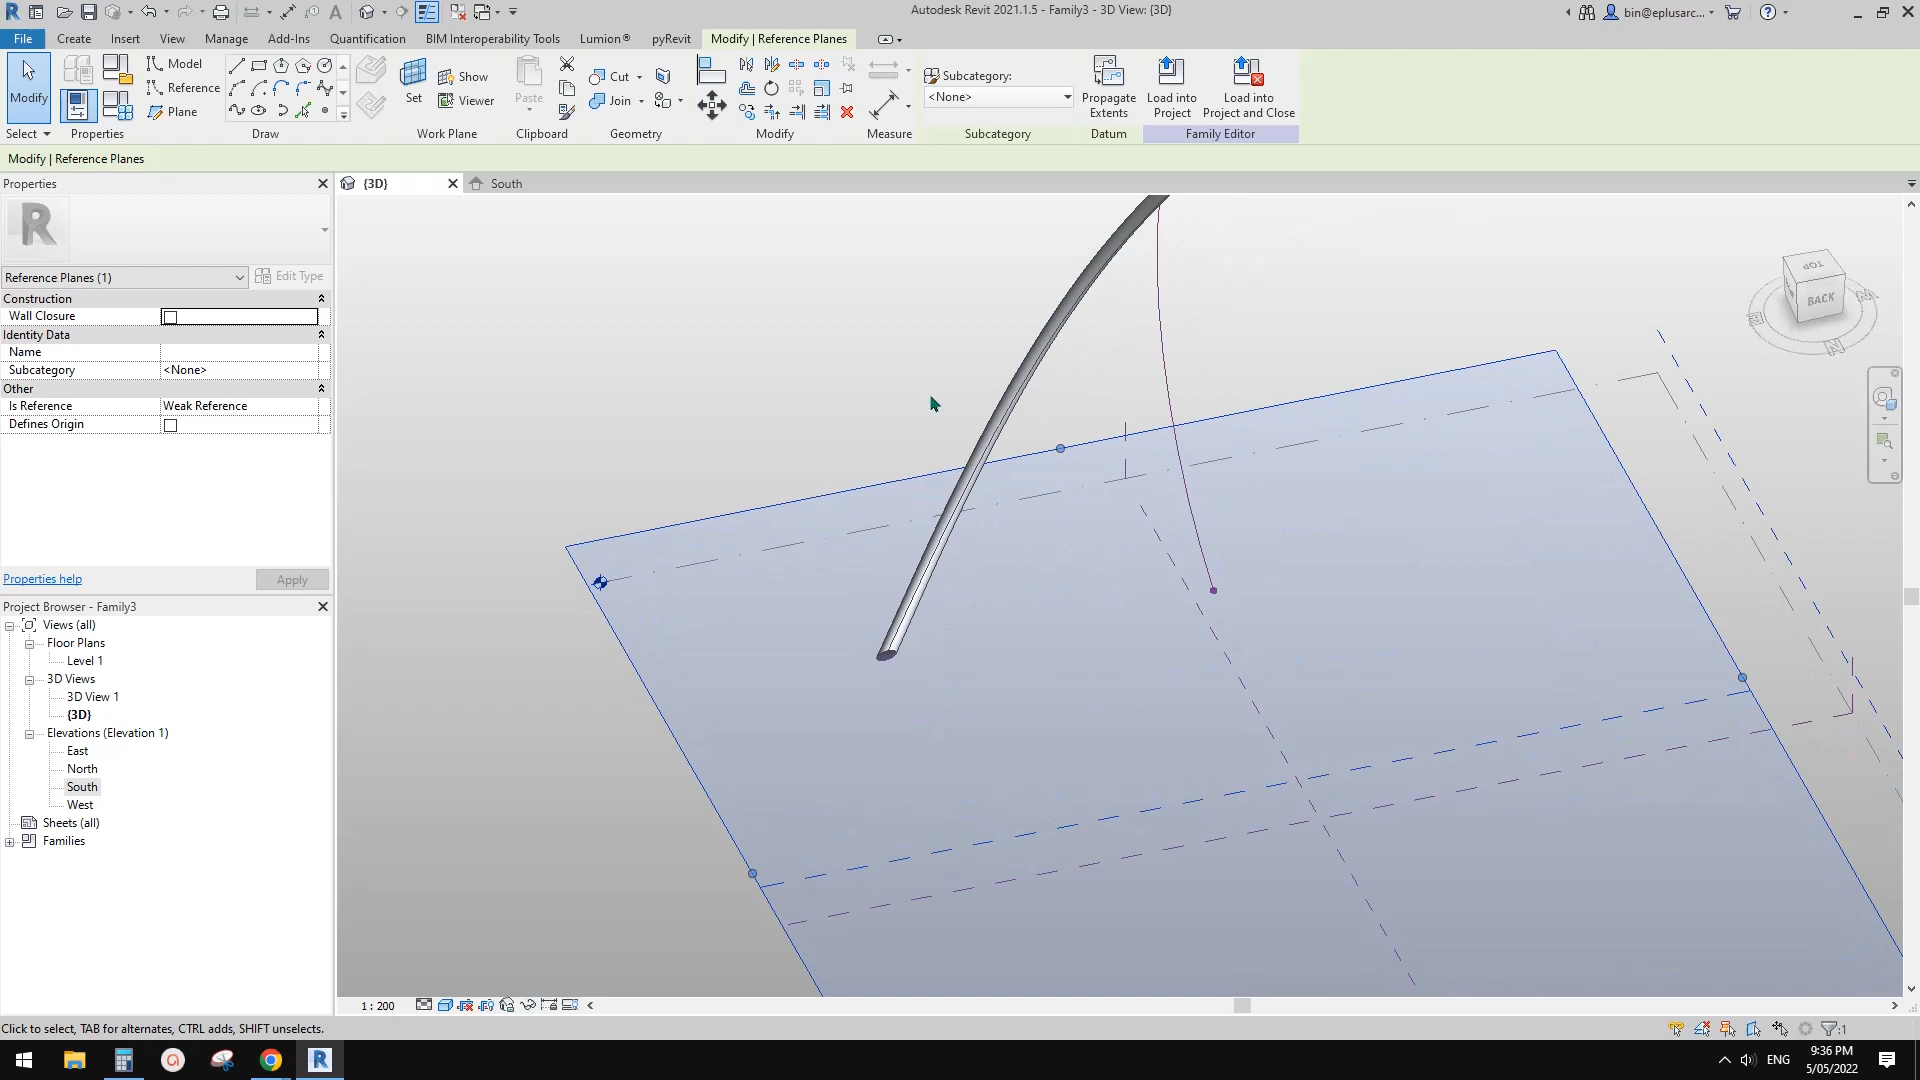 Autodesk Revit 2021.1.5 - Family3 - 3D View: {3D}
bin@eplusarc...
File
Create
Insert
View
Manage
Add-Ins
Quantification
BIM Interoperability Tools
Lumion®
pyRevit
Modify | Reference Planes
Modify
Model
Reference
Plane
Set
Show
Viewer
Paste
Cut
Join
Subcategory:
<None>
Propagate
Extents
Load into
Project
Load into
Project and Close
Select
Properties
Draw
Work Plane
Clipboard
Geometry
Modify
Measure
Subcategory
Datum
Family Editor
Modify | Reference Planes
Properties
R
Reference Planes (1)
Edit Type
Construction
Wall Closure
Identity Data
Name
Subcategory
<None>
Other
Is Reference
Weak Reference
Defines Origin
Properties help
Apply
Project Browser - Family3
Views (all)
Floor Plans
Level 1
3D Views
3D View 1
{3D}
Elevations (Elevation 1)
East
North
South
West
Sheets (all)
Families
{3D}
South
TOP
BACK
1 : 200
Click to select, TAB for alternates, CTRL adds, SHIFT unselects.
:1
ENG
9:36 PM
5/05/2022